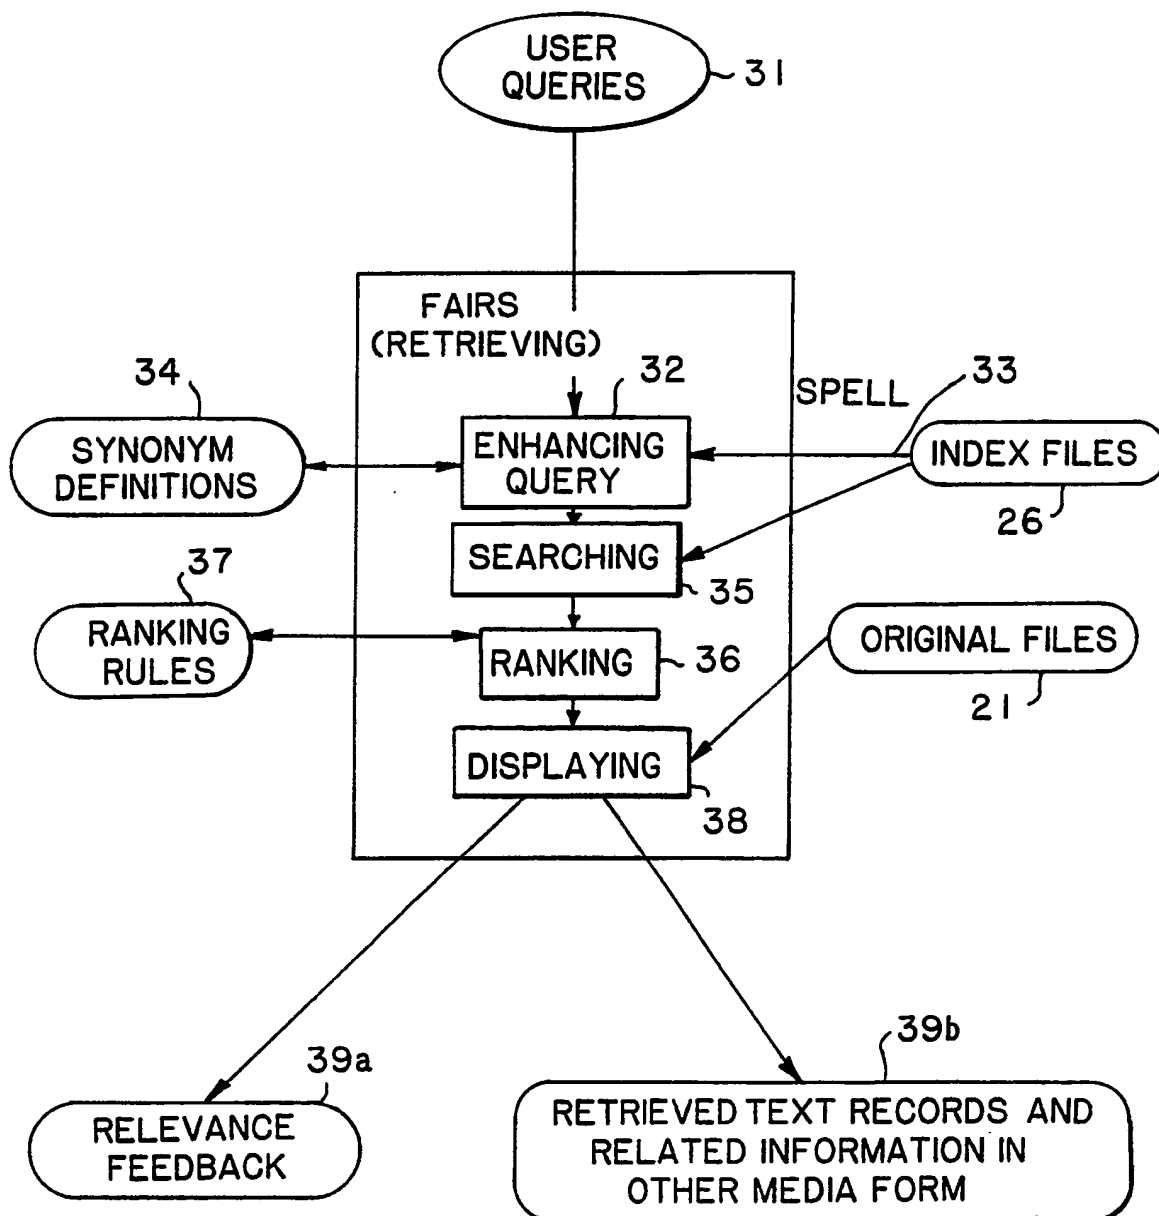 USER
QUERIES
31
FAIRS
(RETRIEVING)
34
32
SPELL
33
SYNONYM
DEFINITIONS
ENHANCING
QUERY
INDEX FILES
26
SEARCHING
35
37
RANKING
RULES
RANKING
36
ORIGINAL FILES
21
DISPLAYING
38
39a
39b
RELEVANCE
FEEDBACK
RETRIEVED TEXT RECORDS AND
RELATED INFORMATION IN
OTHER MEDIA FORM